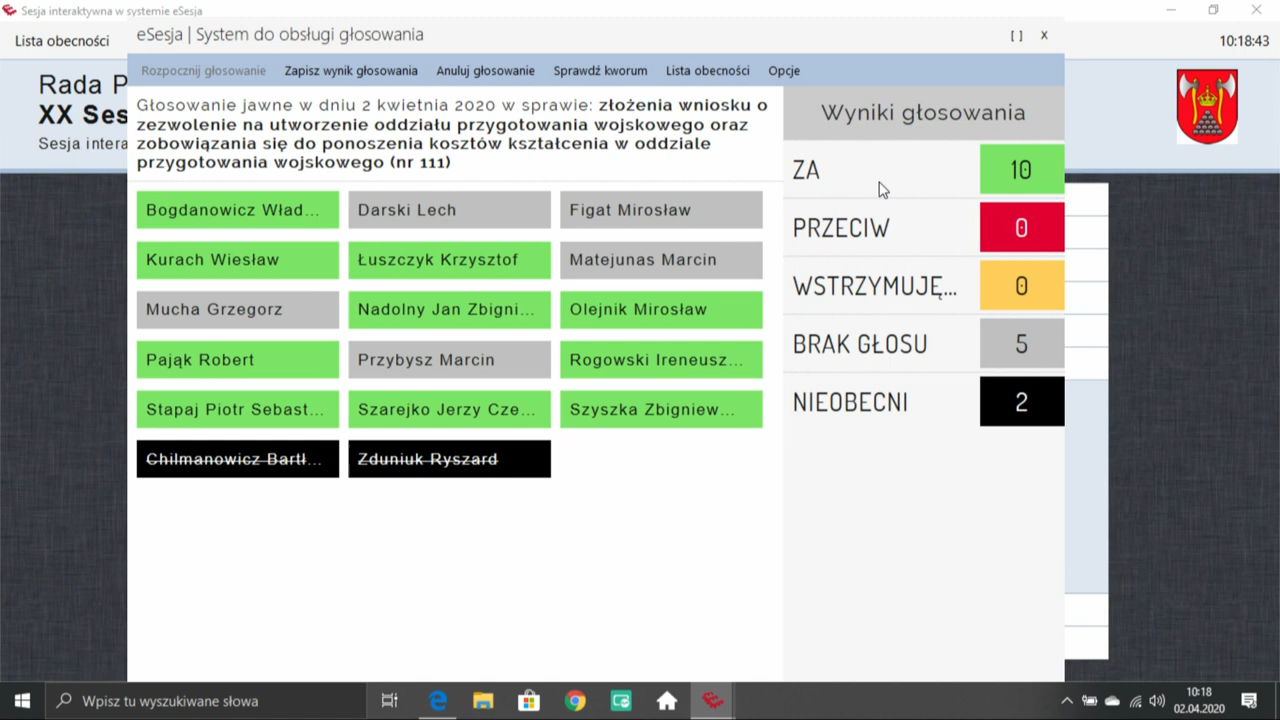 Sesja interaktywna w systemie eSesja
Lista obecności
10:18:43
Rada P
XX Ses
Sesja intera
eSesja | System do obsługi głosowania
[ ] x
Rozpocznij głosowanie Zapisz wynik głosowania Anuluj głosowanie Sprawdź kworum Lista obecności Opcje
Głosowanie jawne w dniu 2 kwietnia 2020 w sprawie: złożenia wniosku o
zezwolenie na utworzenie oddziału przygotowania wojskowego oraz
zobowiązania się do ponoszenia kosztów kształcenia w oddziale
przygotowania wojskowego (nr 111)
Bogdanowicz Wład... Darski Lech Figat Mirosław
Kurach Wiesław Łuszczyk Krzysztof Matejunas Marcin
Mucha Grzegorz Nadolny Jan Zbigni... Olejnik Mirosław
Pająk Robert Przybysz Marcin Rogowski Ireneusz...
Stapaj Piotr Sebast... Szarejko Jerzy Cze... Szyszka Zbigniew...
Chilmanowicz Bartł... Zduniuk Ryszard
Wyniki głosowania
ZA 10
PRZECIW 0
WSTRZYMUJĘ... 0
BRAK GŁOSU 5
NIEOBECNI 2
Wpisz tu wyszukiwane słowa
10:18
02.04.2020